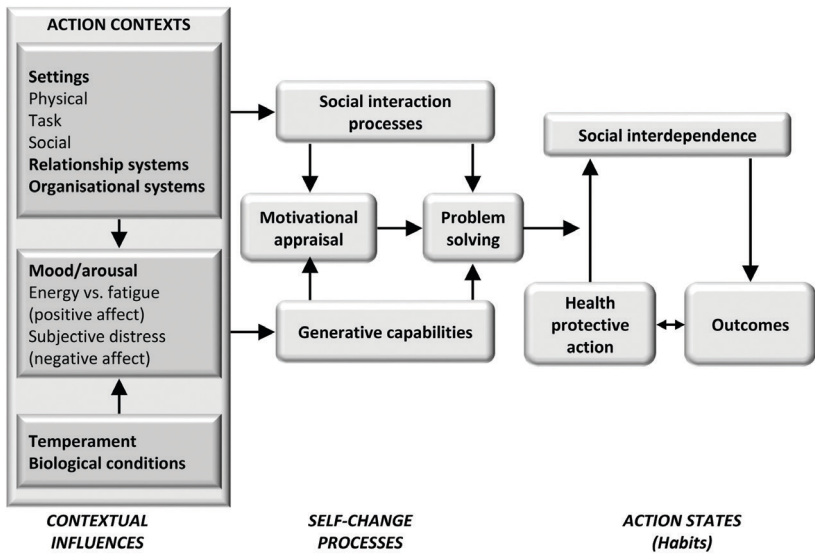 ACTION CONTEXTS
Settings
Physical
Task
Social
Relationship systems
Organisational systems
Mood/arousal
Energy vs. fatigue
(positive affect)
Subjective distress
(negative affect)
Temperament
Biological conditions
CONTEXTUAL
INFLUENCES
Social interaction
processes
Motivational
appraisal
Problem
solving
Generative capabilities
SELF-CHANGE
PROCESSES
Social interdependence
Health
protective
action
Outcomes
ACTION STATES
(Habits)